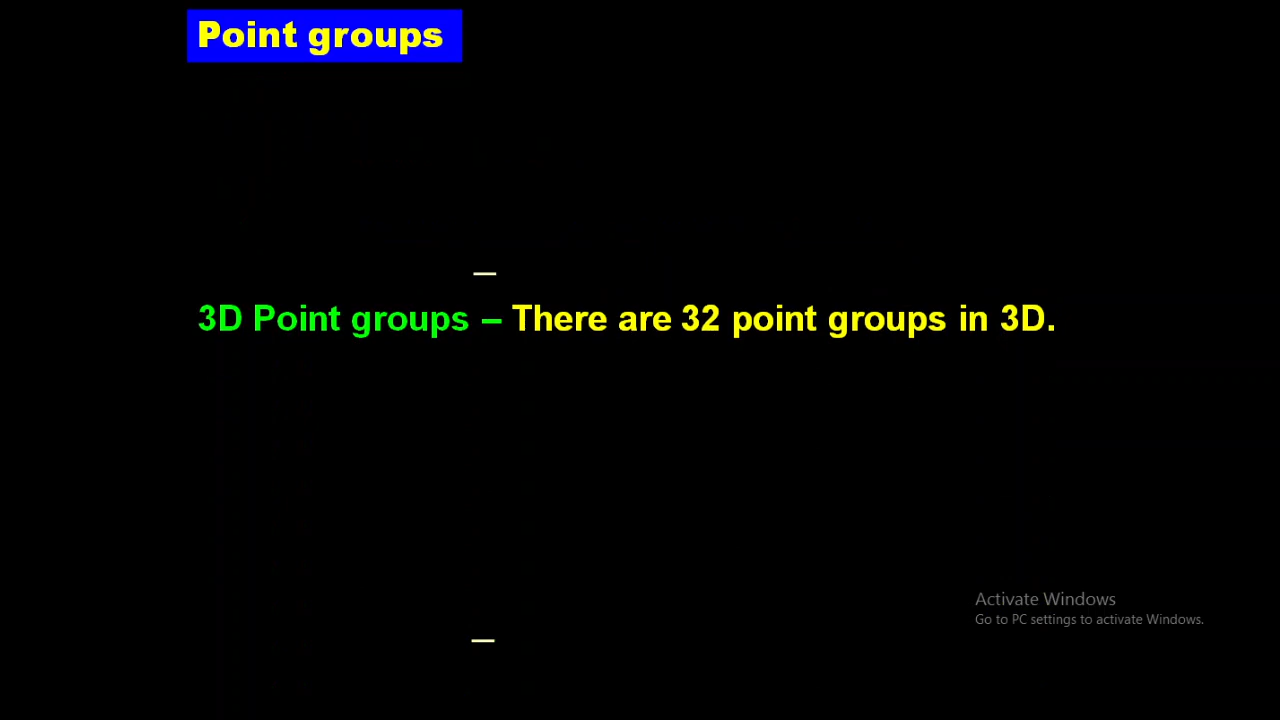 Point groups
3D Point groups – There are 32 point groups in 3D.
Activate Windows
Go to PC settings to activate Windows.